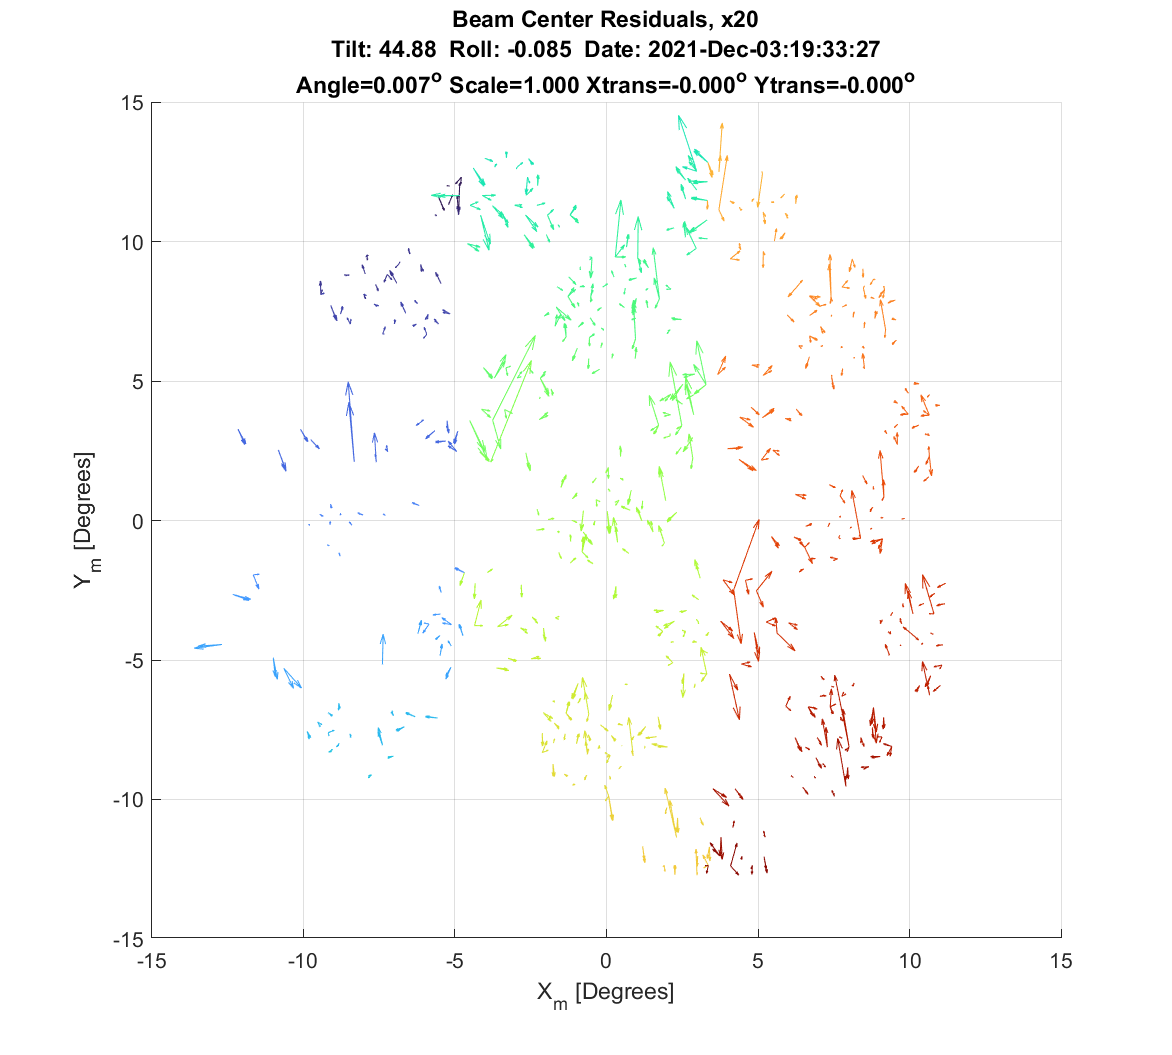 Beam Center Residuals, x20
Tilt: 44.88 Roll: -0.085 Date: 2021-Dec-03:19:33:27
Angle=0.007° Scale=1.000 Xtrans=-0.000° Ytrans=-0.000°
15
10
5
0
-5
-10
-15
Y_m [Degrees]
-15 -10 -5 0 5 10 15
X_m [Degrees]